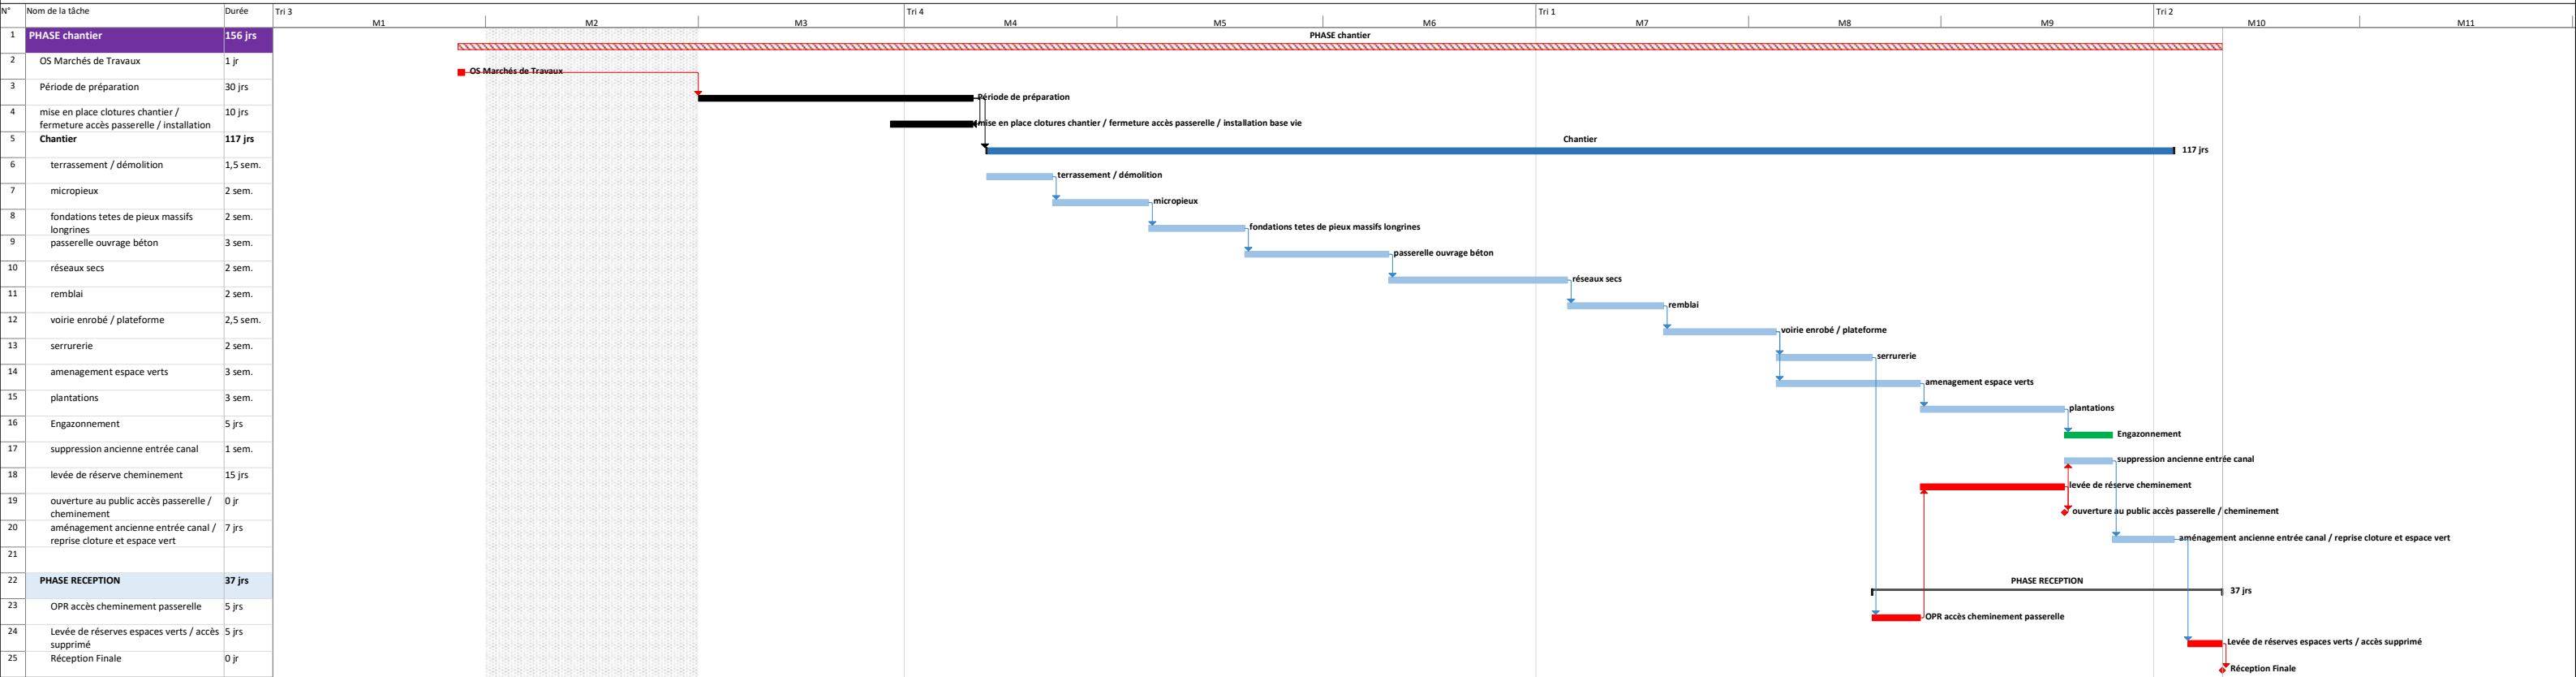 N° Nom de la tâche Durée Tri 3 Tri 4 Tri 1 Tri 2
M1 M2 M3 M4 M5 M6 M7 M8 M9 M10 M11
1 PHASE chantier 156 jrs PHASE chantier
2 OS Marchés de Travaux 1 jr OS Marchés de Travaux
3 Période de préparation 30 jrs Période de préparation
4 mise en place clotures chantier / 10 jrs mise en place clotures chantier / fermeture accès passerelle / installation base vie
fermeture accès passerelle / installation
5 Chantier 117 jrs Chantier
117 jrs
6 terrassement / démolition 1,5 sem. terrassement / démolition
7 micropieux 2 sem. micropieux
8 fondations tetes de pieux massifs 2 sem. fondations tetes de pieux massifs longrines
longrines
9 passerelle ouvrage béton 3 sem. passerelle ouvrage béton
10 réseaux secs 2 sem. réseaux secs
11 remblai 2 sem. remblai
12 voirie enrobé / plateforme 2,5 sem. voirie enrobé / plateforme
13 serrurerie 2 sem. serrurerie
14 amenagement espace verts 3 sem. amenagement espace verts
15 plantations 3 sem. plantations
16 Engazonnement 5 jrs Engazonnement
17 suppression ancienne entrée canal 1 sem. suppression ancienne entrée canal
18 levée de réserve cheminement 15 jrs levée de réserve cheminement
19 ouverture au public accès passerelle / 0 jr ouverture au public accès passerelle / cheminement
cheminement
20 aménagement ancienne entrée canal / 7 jrs aménagement ancienne entrée canal / reprise cloture et espace vert
reprise cloture et espace vert
21
22 PHASE RECEPTION 37 jrs PHASE RECEPTION
37 jrs
23 OPR accès cheminement passerelle 5 jrs OPR accès cheminement passerelle
24 Levée de réserves espaces verts / accès 5 jrs Levée de réserves espaces verts / accès supprimé
supprimé
25 Réception Finale 0 jr Réception Finale